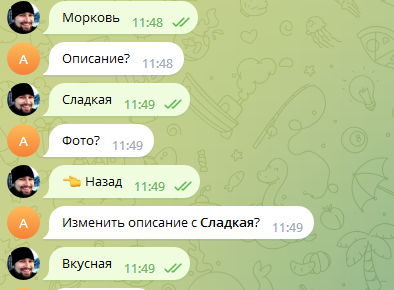 Морковь 11:48
А Описание? 11:48
Сладкая 11:49
А Фото? 11:49
👈 Назад 11:49
А Изменить описание с Сладкая? 11:49
Вкусная 11:49